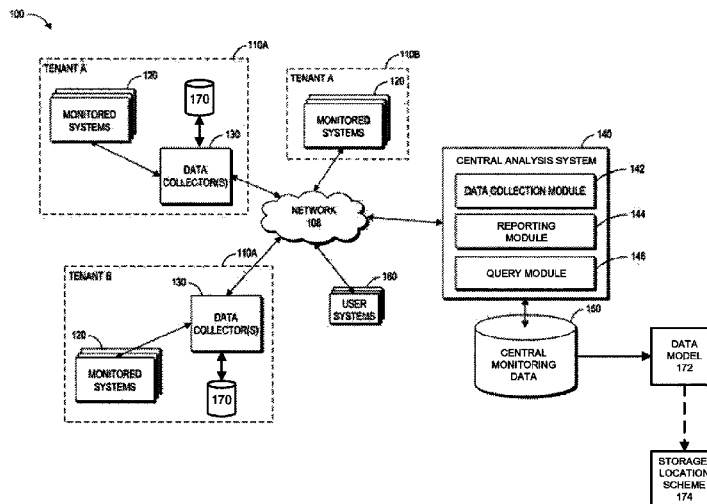 100
110A
TENANT A
120
MONITORED
SYSTEMS
170
130
DATA
COLLECTOR(S)
110B
TENANT A
120
MONITORED
SYSTEMS
NETWORK
108
140
CENTRAL ANALYSIS SYSTEM
142
DATA COLLECTION MODULE
144
REPORTING
MODULE
146
QUERY MODULE
110A
TENANT B
130
DATA
COLLECTOR(S)
120
MONITORED
SYSTEMS
170
160
USER
SYSTEMS
150
CENTRAL
MONITORING
DATA
DATA
MODEL
172
STORAGE
LOCATION
SCHEME
174